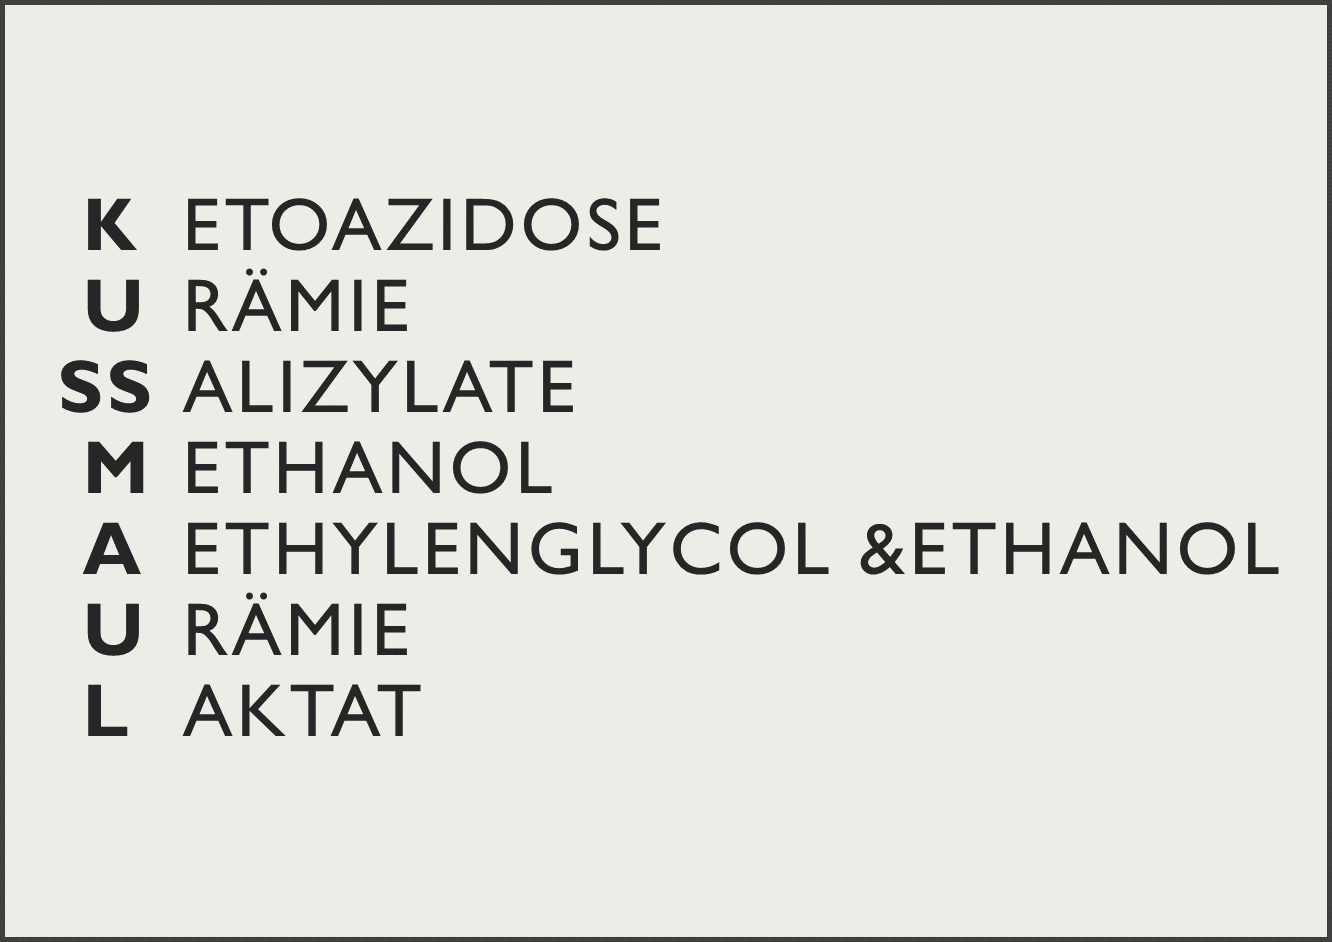 K ETOAZIDOSE
U RÄMIE
SS ALIZYLATE
M ETHANOL
A ETHYLENGLYCOL &ETHANOL
U RÄMIE
L AKTAT